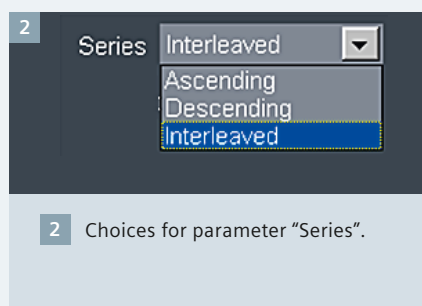 2
Series Interleaved
Ascending
Descending
Interleaved
2 Choices for parameter “Series”.